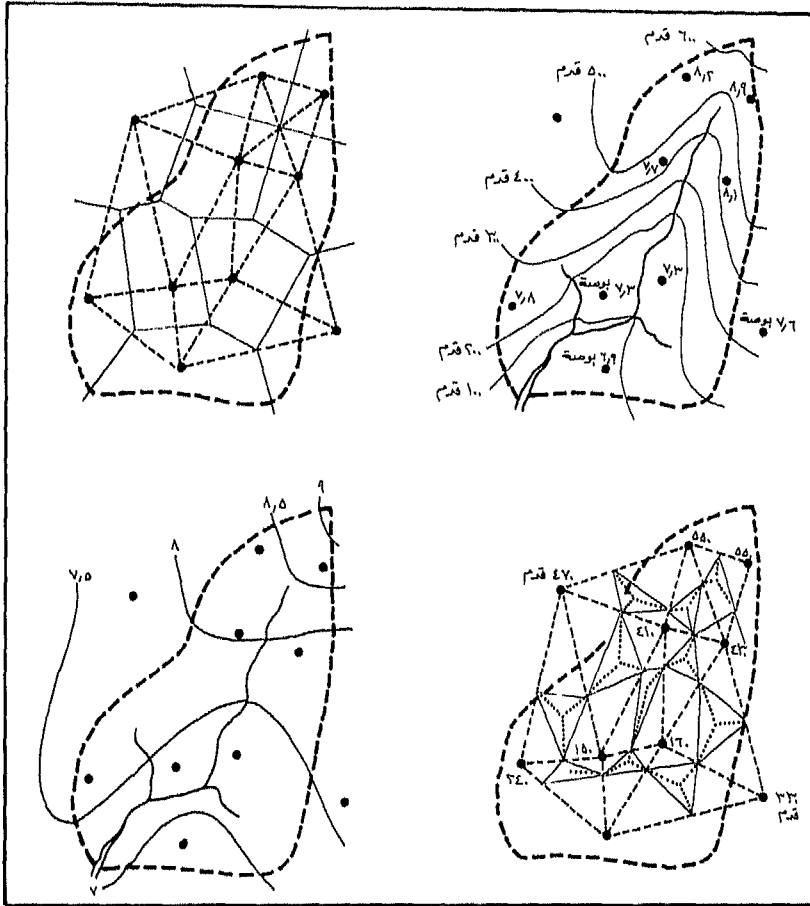 ٦٠٠ قدم
٥٠٠ قدم
٨,٢
٨,٩
٧,٧
٨,١
٤٠٠ قدم
٣٠٠ قدم
٧,٣
٧,٣ بوصة
٧,٨
٧,٦ بوصة
٢٠٠ قدم
٦,٩ بوصة
١٠٠ قدم
٥٥٠
٥٥٠
٤٧٠ قدم
٤١٠
١٦٠
١٥٠
٢٤٠
٣٣٠
قدم
٩
٨,٥
٨
٧,٥
٧